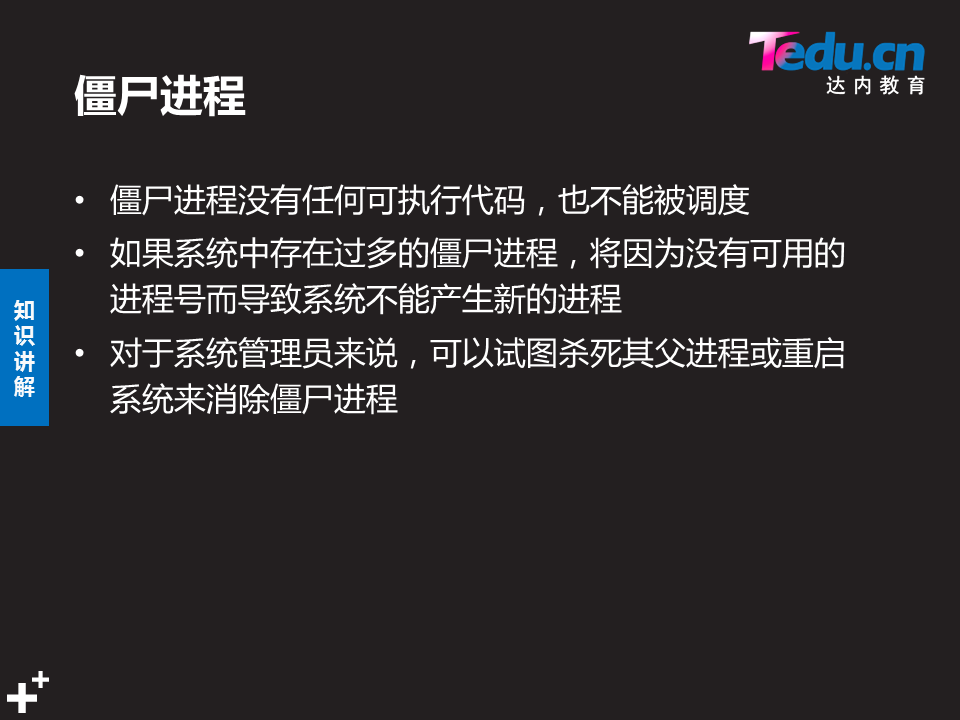 Tedu.cn
达内教育
僵尸进程
• 僵尸进程没有任何可执行代码，也不能被调度
• 如果系统中存在过多的僵尸进程，将因为没有可用的
进程号而导致系统不能产生新的进程
• 对于系统管理员来说，可以试图杀死其父进程或重启
系统来消除僵尸进程
知
识
讲
解